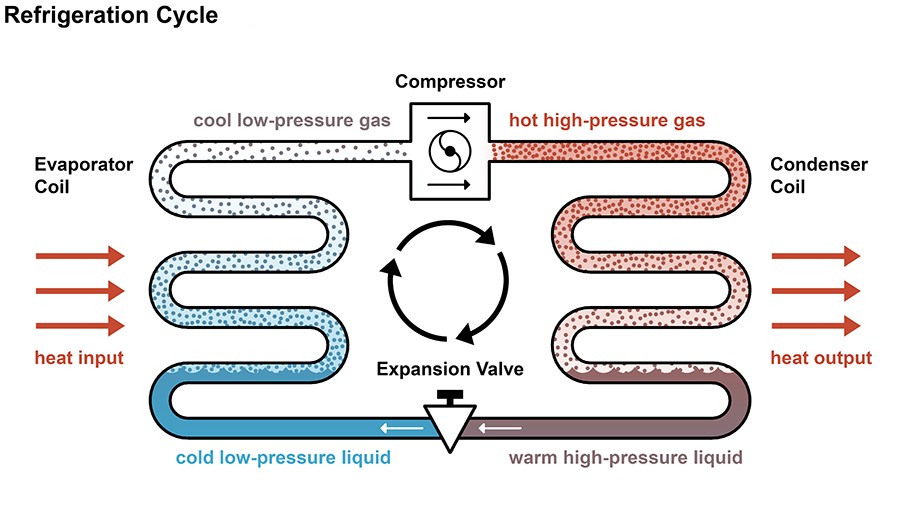 Refrigeration Cycle
Compressor
cool low-pressure gas
hot high-pressure gas
Evaporator
Coil
Condenser
Coil
heat input
heat output
Expansion Valve
cold low-pressure liquid
warm high-pressure liquid